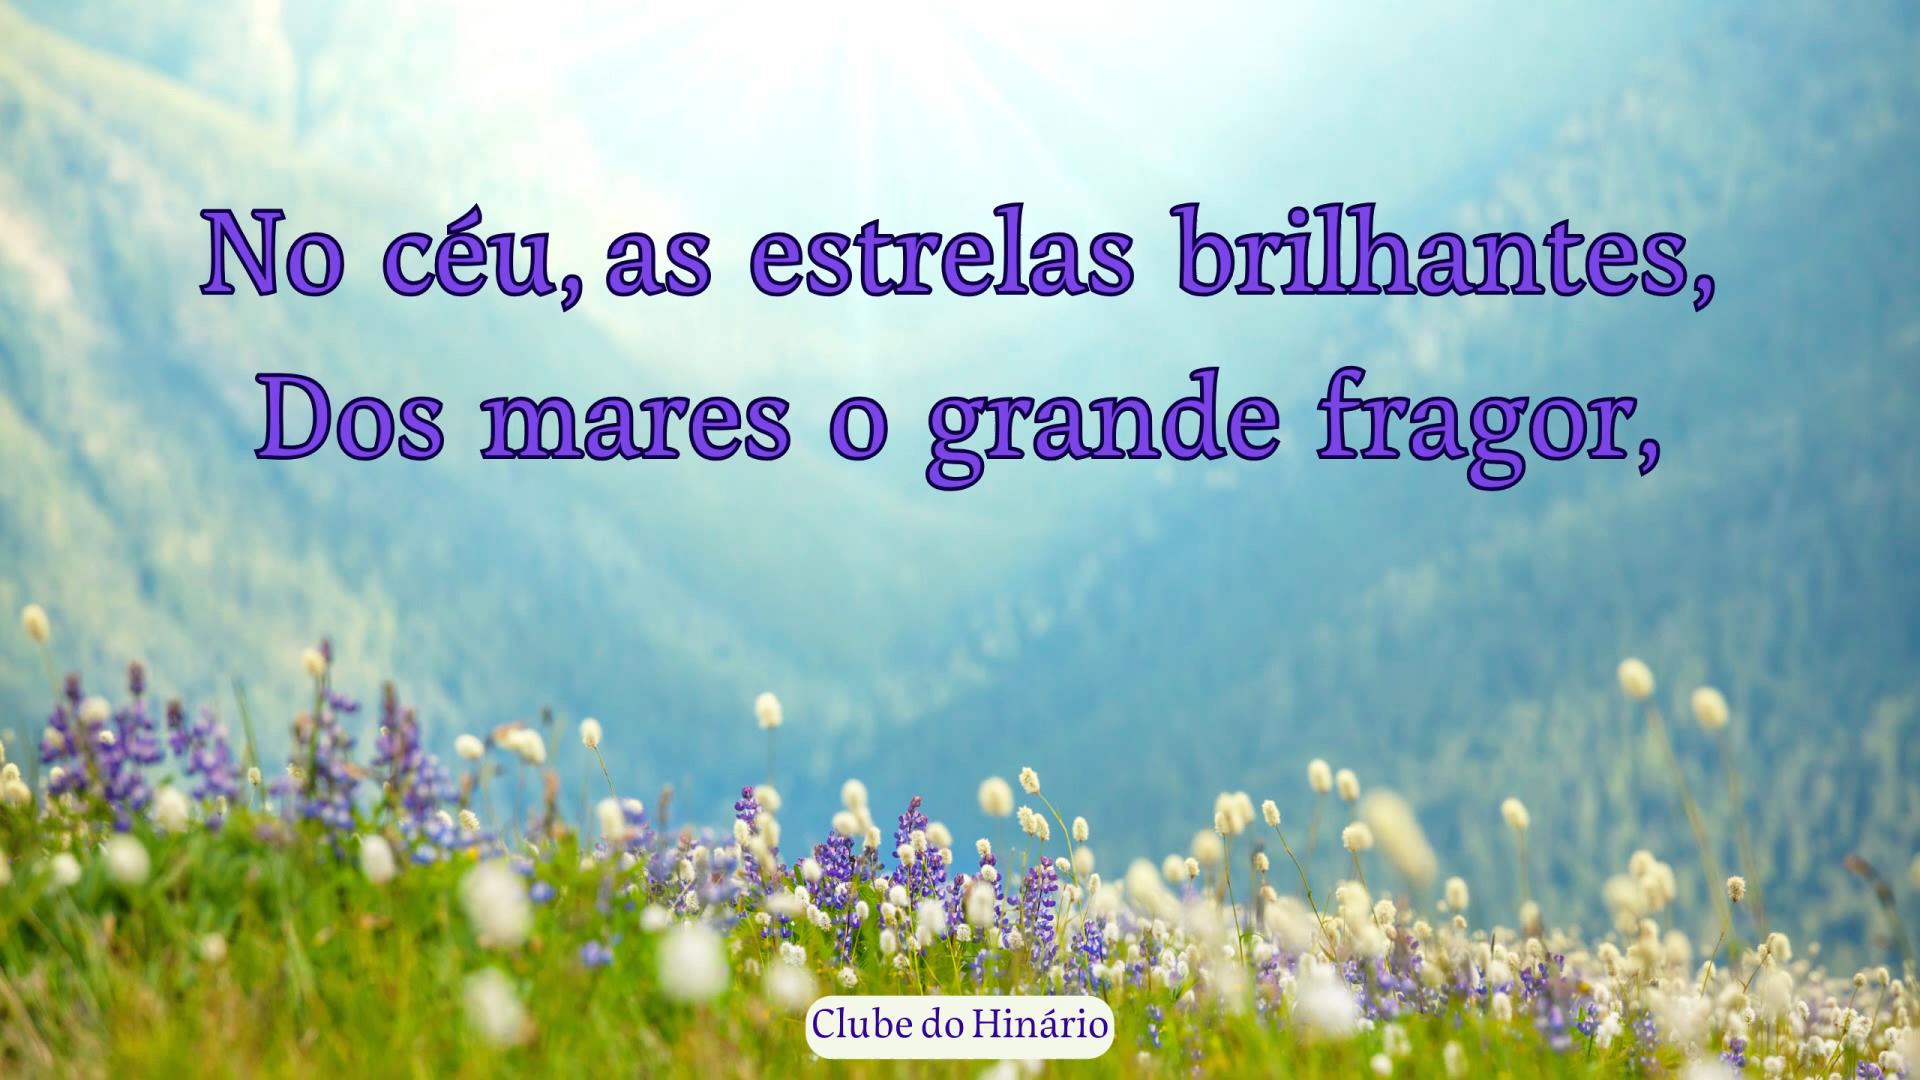 No céu, as estrelas brilhantes,
Dos mares o grande fragor,
Clube do Hinário